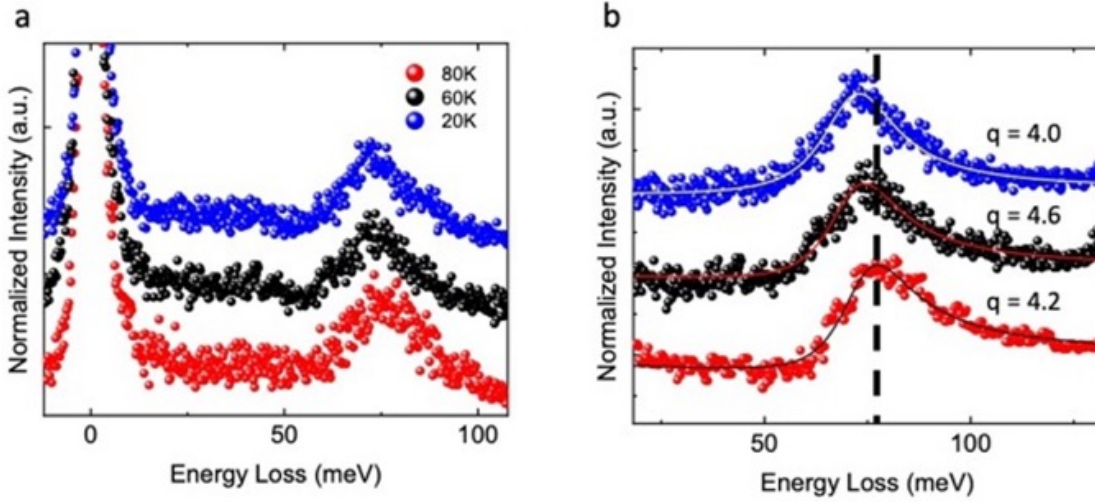 a
Normalized Intensity (a.u.)
80K
60K
20K
0
50
100
Energy Loss (meV)
b
Normalized Intensity (a.u.)
q = 4.0
q = 4.6
q = 4.2
50
100
Energy Loss (meV)